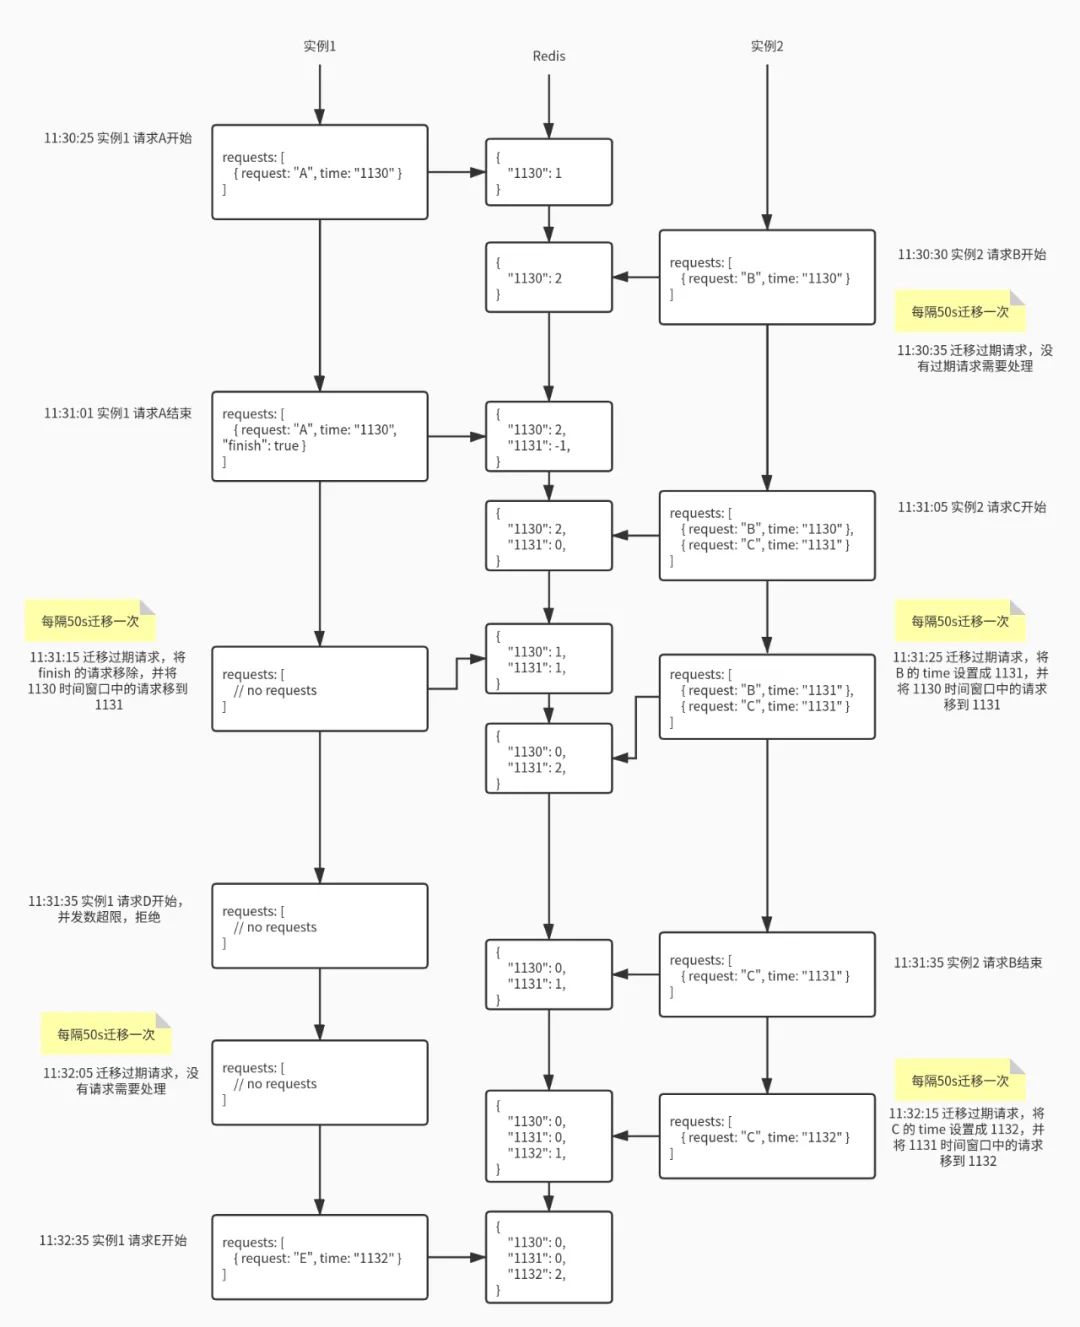 实例1
Redis
实例2
11:30:25 实例1 请求A开始
requests: [
{ request: "A", time: "1130" }
]
{
"1130": 1
}
{
"1130": 2
}
requests: [
{ request: "B", time: "1130" }
]
11:30:30 实例2 请求B开始
每隔50s迁移一次
11:30:35 迁移过期请求，没
有过期请求需要处理
11:31:01 实例1 请求A结束
requests: [
{ request: "A", time: "1130",
"finish": true }
]
{
"1130": 2,
"1131": -1,
}
{
"1130": 2,
"1131": 0,
}
requests: [
{ request: "B", time: "1130" },
{ request: "C", time: "1131" }
]
11:31:05 实例2 请求C开始
每隔50s迁移一次
11:31:15 迁移过期请求，将
finish 的请求移除，并将
1130 时间窗口中的请求移到
1131
requests: [
// no requests
]
{
"1130": 1,
"1131": 1,
}
{
"1130": 0,
"1131": 2,
}
requests: [
{ request: "B", time: "1131" },
{ request: "C", time: "1131" }
]
每隔50s迁移一次
11:31:25 迁移过期请求，将
B 的 time 设置成 1131，并
将 1130 时间窗口中的请求
移到 1131
11:31:35 实例1 请求D开始，
并发数超限，拒绝
requests: [
// no requests
]
{
"1130": 0,
"1131": 1,
}
requests: [
{ request: "C", time: "1131" }
]
11:31:35 实例2 请求B结束
每隔50s迁移一次
11:32:05 迁移过期请求，没
有请求需要处理
requests: [
// no requests
]
{
"1130": 0,
"1131": 0,
"1132": 1,
}
requests: [
{ request: "C", time: "1132" }
]
每隔50s迁移一次
11:32:15 迁移过期请求，将
C 的 time 设置成 1132，并
将 1131 时间窗口中的请求
移到 1132
11:32:35 实例1 请求E开始
requests: [
{ request: "E", time: "1132" }
]
{
"1130": 0,
"1131": 0,
"1132": 2,
}